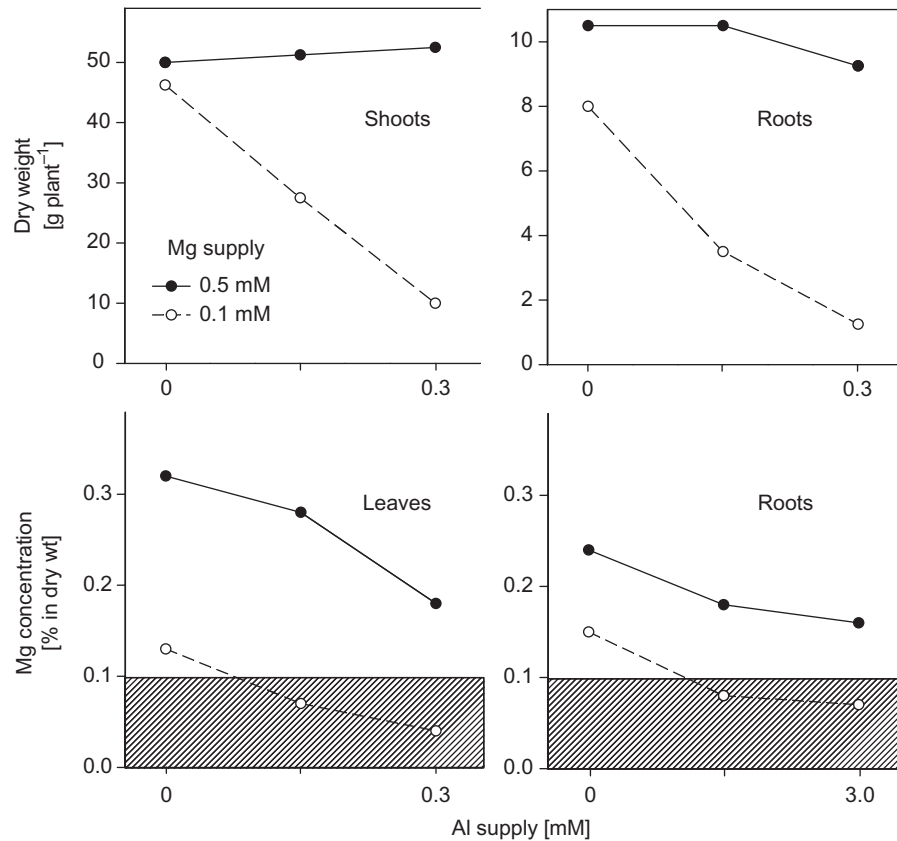 Dry weight
[g plant⁻¹]
50
40
30
20
10
0
Shoots
Mg supply
0.5 mM
0.1 mM
0
0.3
10
8
6
4
2
0
Roots
0
0.3
Mg concentration
[% in dry wt]
0.3
0.2
0.1
0.0
Leaves
0
0.3
0.3
0.2
0.1
0.0
Roots
0
3.0
Al supply [mM]